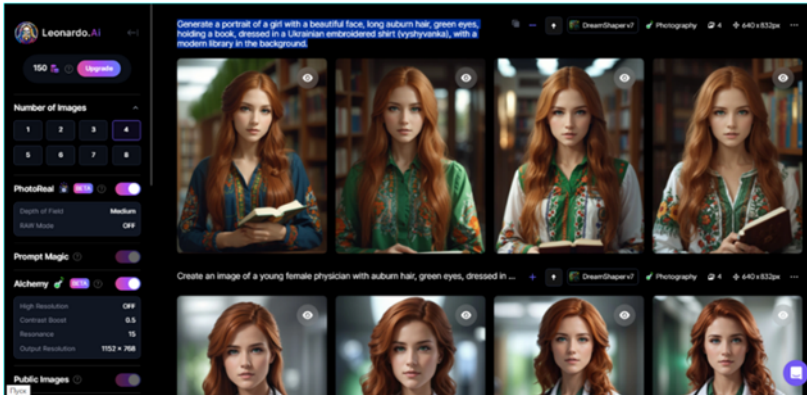 Leonardo.Ai
150
Upgrade
Number of Images
1 2 3 4
5 6 7 8
PhotoReal BETA
Depth of Field Medium
RAW Mode OFF
Prompt Magic
Alchemy BETA
High Resolution OFF
Contrast Boost 0.5
Resonance 15
Output Resolution 1152 × 768
Public Images
Пуск
Generate a portrait of a girl with a beautiful face, long auburn hair, green eyes,
holding a book, dressed in a Ukrainian embroidered shirt (vyshyvanka), with a
modern library in the background.
DreamShaper v7 Photography 4 640 x 832px
Create an image of a young female physician with auburn hair, green eyes, dressed in ...
DreamShaper v7 Photography 4 640 x 832px